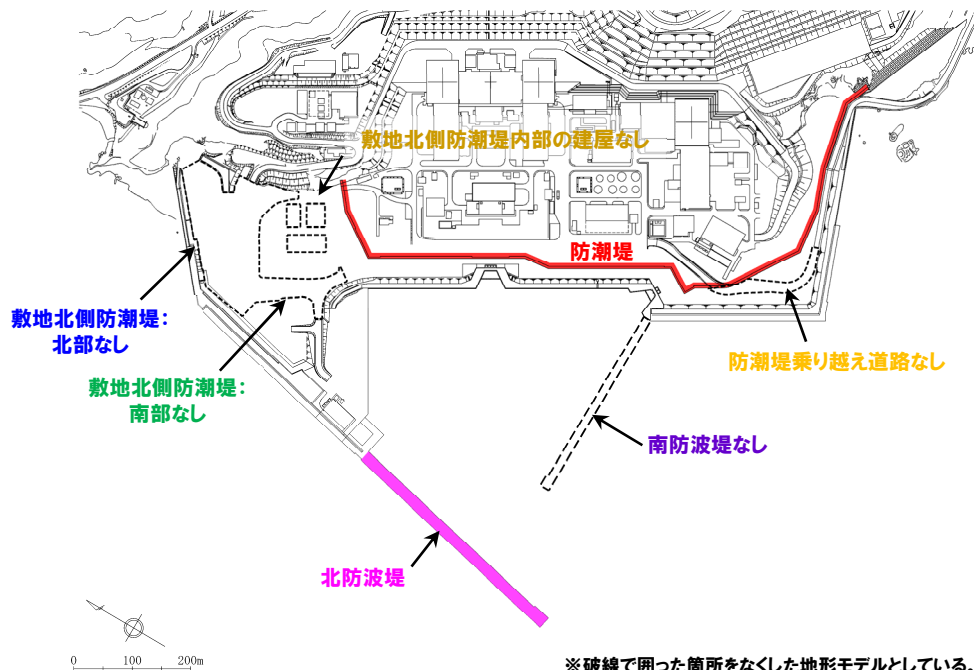 敷地北側防潮堤内部の建屋なし
防潮堤
敷地北側防潮堤：
北部なし
防潮堤乗り越え道路なし
敷地北側防潮堤：
南部なし
南防波堤なし
北防波堤
0 100 200m
※破線で囲った箇所をなくした地形モデルとしている。